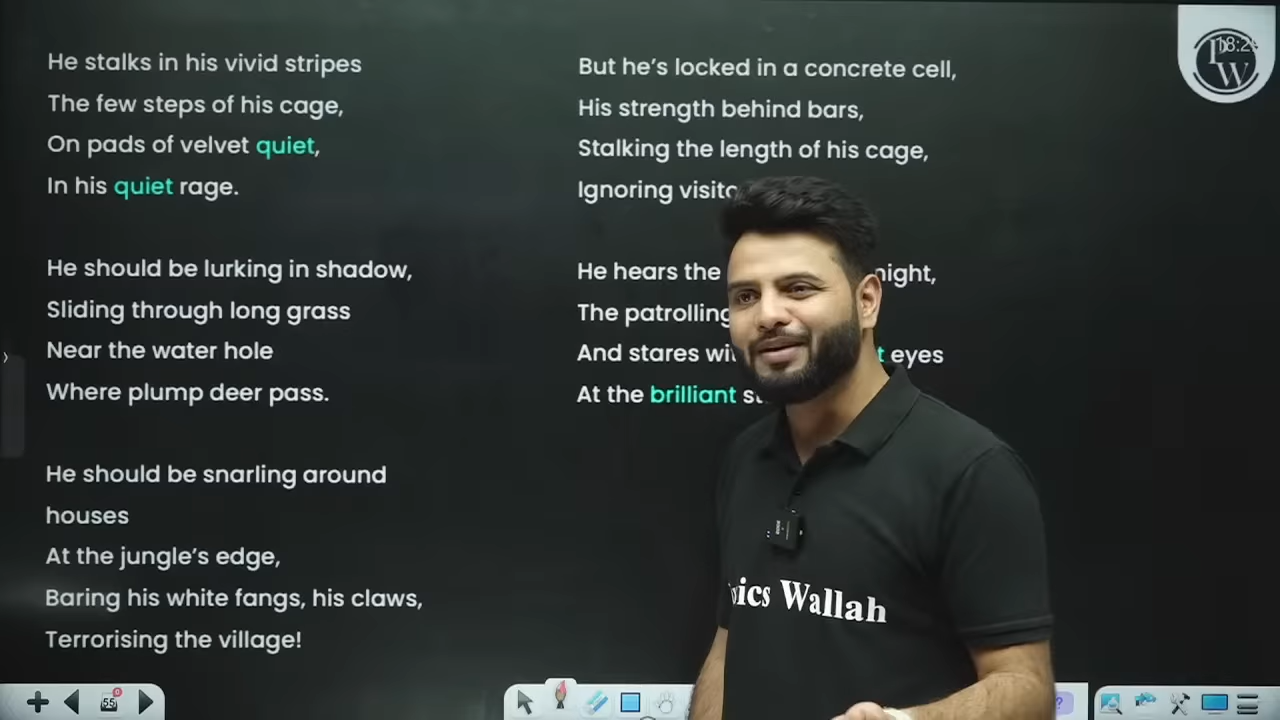 He stalks in his vivid stripes
The few steps of his cage,
On pads of velvet quiet,
In his quiet rage.
He should be lurking in shadow,
Sliding through long grass
Near the water hole
Where plump deer pass.
He should be snarling around
houses
At the jungle's edge,
Baring his white fangs, his claws,
Terrorising the village!
But he's locked in a concrete cell,
His strength behind bars,
Stalking the length of his cage,
Ignoring
He hears the
The patrolling
And stares eyes
At the brilliant
W
Wallah
55
0